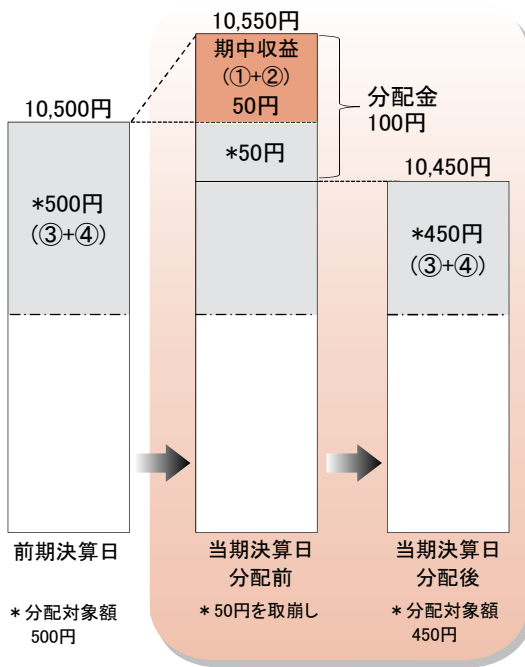 10,550円
期中収益
(①+②)
50円
分配金
100円
10,500円
*50円
10,450円
*500円
(③+④)
*450円
(③+④)
前期決算日
当期決算日
分配前
当期決算日
分配後
*分配対象額
500円
*50円を取崩し
*分配対象額
450円